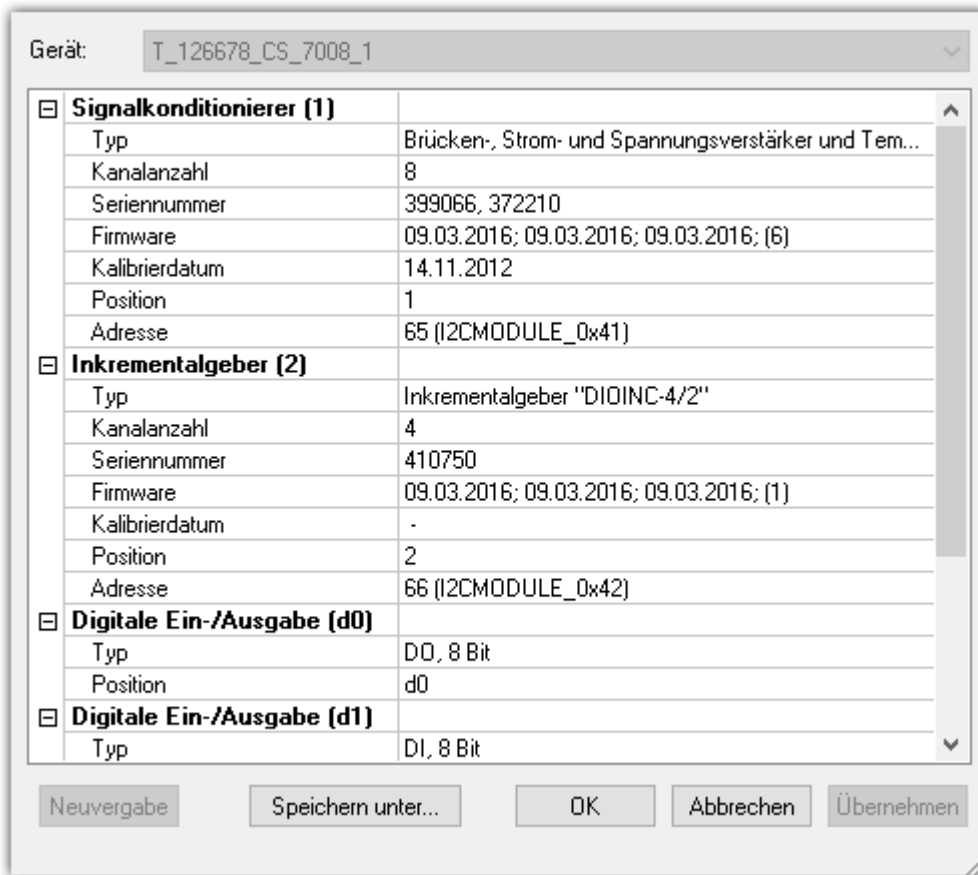 Gerät: T_126678_CS_7008_1
Signalkonditionierer (1)
Typ Brücken-, Strom- und Spannungsverstärker und Tem...
Kanalanzahl 8
Seriennummer 399066, 372210
Firmware 09.03.2016; 09.03.2016; 09.03.2016; (6)
Kalibrierdatum 14.11.2012
Position 1
Adresse 65 (I2CMODULE_0x41)
Inkrementalgeber (2)
Typ Inkrementalgeber "DIOINC-4/2"
Kanalanzahl 4
Seriennummer 410750
Firmware 09.03.2016; 09.03.2016; 09.03.2016; (1)
Kalibrierdatum -
Position 2
Adresse 66 (I2CMODULE_0x42)
Digitale Ein-/Ausgabe (d0)
Typ DO, 8 Bit
Position d0
Digitale Ein-/Ausgabe (d1)
Typ DI, 8 Bit
Neuvergabe Speichern unter... OK Abbrechen Übernehmen